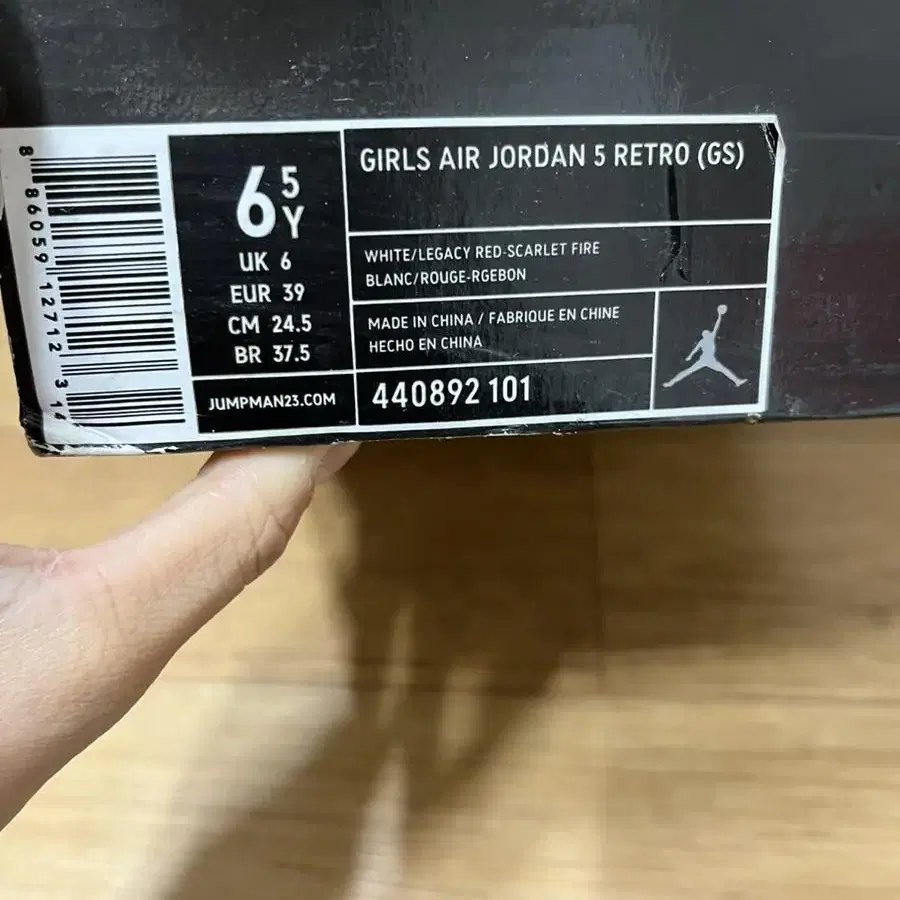 8 86059 12712 3 16
6 5 Y
UK 6
EUR 39
CM 24.5
BR 37.5
JUMPMAN23.COM
GIRLS AIR JORDAN 5 RETRO (GS)
WHITE/LEGACY RED-SCARLET FIRE
BLANC/ROUGE-RGEBON
MADE IN CHINA / FABRIQUE EN CHINE
HECHO EN CHINA
440892 101